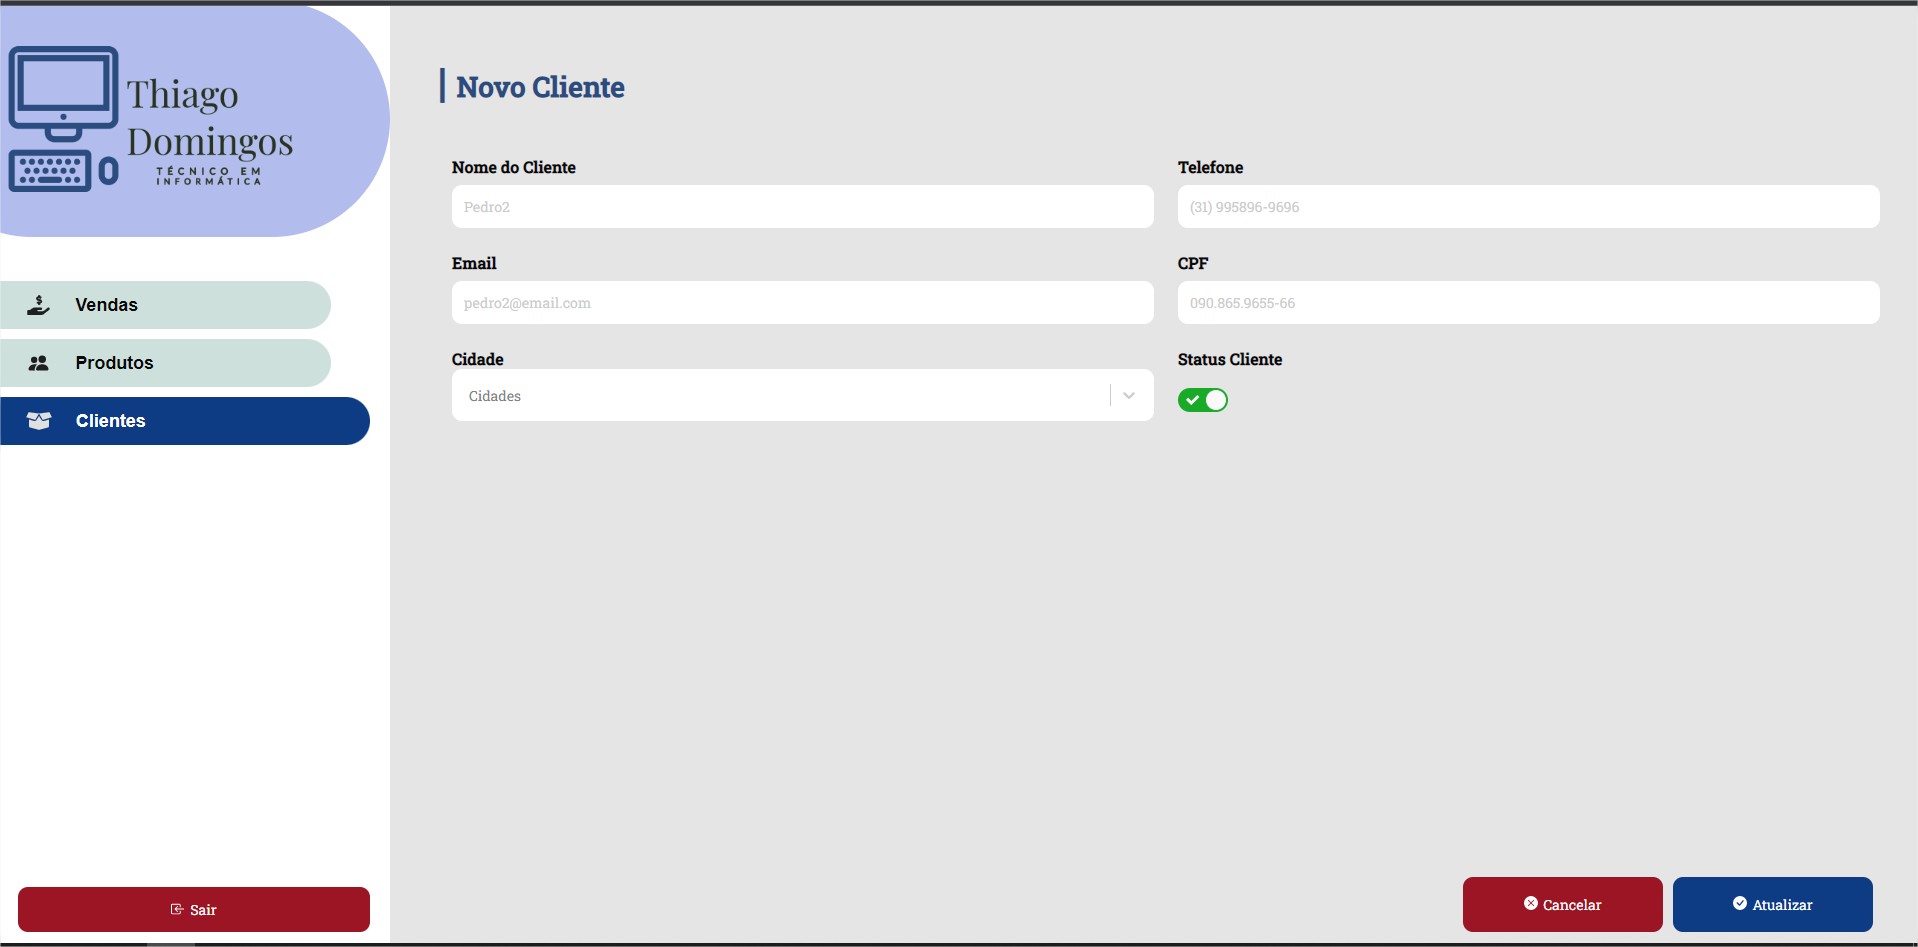 Thiago
Domingos
TÉCNICO EM
INFORMÁTICA
Vendas
Produtos
Clientes
Sair
Novo Cliente
Nome do Cliente
Pedro2
Telefone
(31) 995896-9696
Email
pedro2@email.com
CPF
090.865.9655-66
Cidade
Cidades
Status Cliente
Cancelar
Atualizar